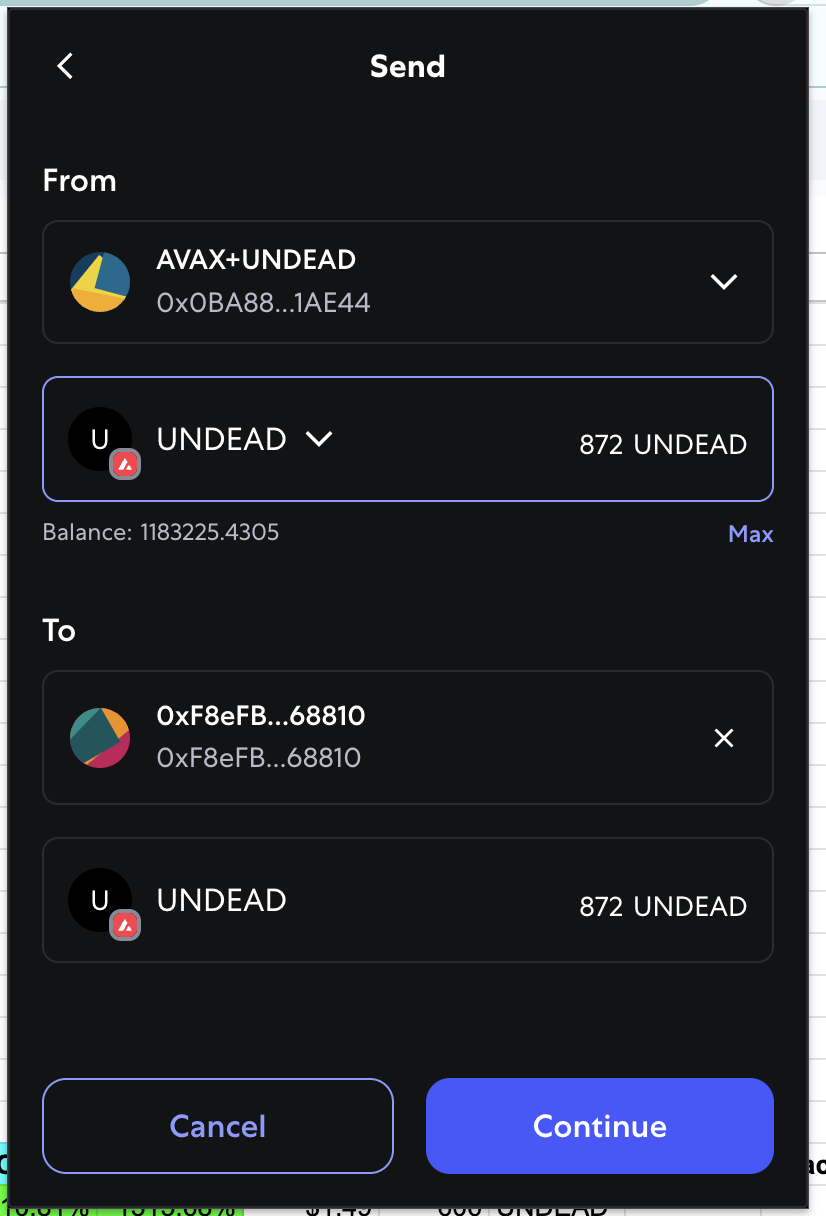 Send
From
AVAX+UNDEAD
0x0BA88...1AE44
U UNDEAD 872 UNDEAD
Balance: 1183225.4305 Max
To
0xF8eFB...68810
0xF8eFB...68810
U UNDEAD 872 UNDEAD
Cancel Continue